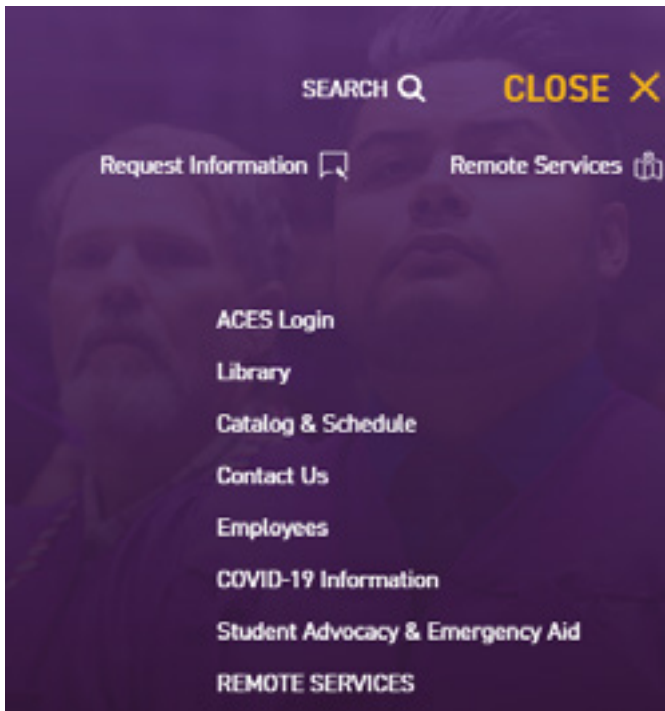 SEARCH CLOSE
Request Information Remote Services
ACES Login
Library
Catalog & Schedule
Contact Us
Employees
COVID-19 Information
Student Advocacy & Emergency Aid
REMOTE SERVICES